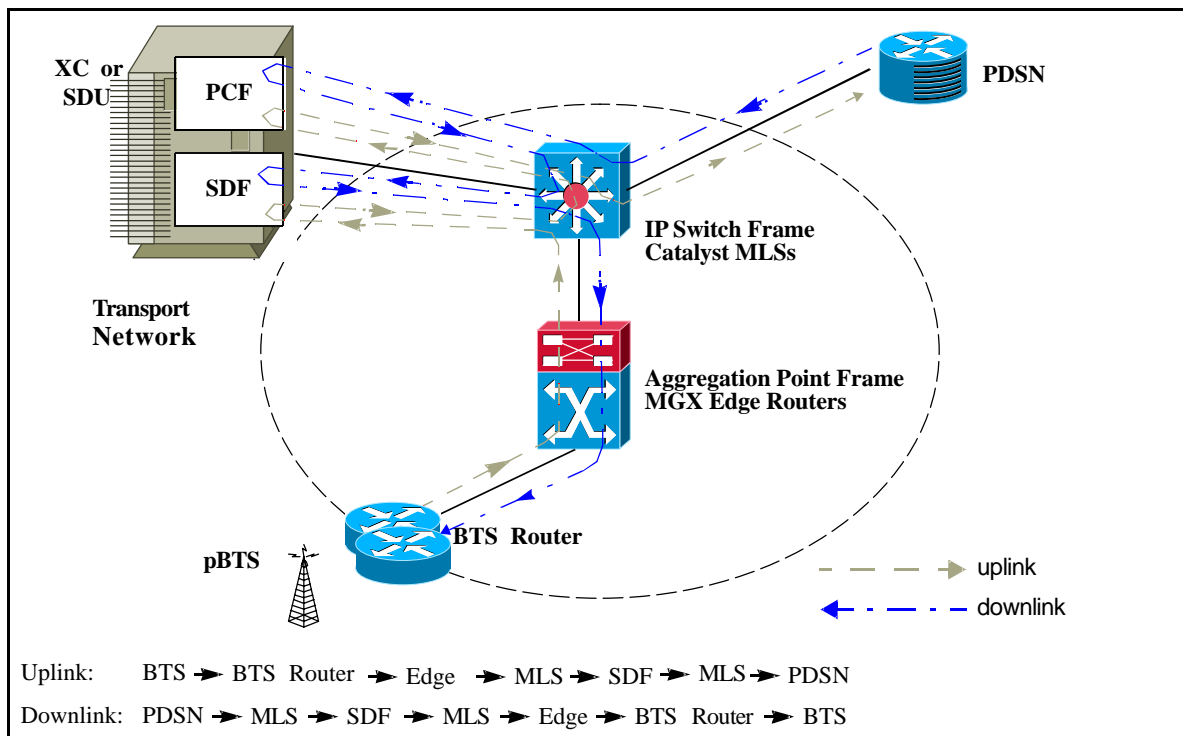 XC or
SDU
PCF
SDF
PDSN
IP Switch Frame
Catalyst MLSs
Transport
Network
Aggregation Point Frame
MGX Edge Routers
BTS Router
pBTS
uplink
downlink
Uplink: BTS → BTS Router → Edge → MLS → SDF → MLS → PDSN
Downlink: PDSN → MLS → SDF → MLS → Edge → BTS Router → BTS